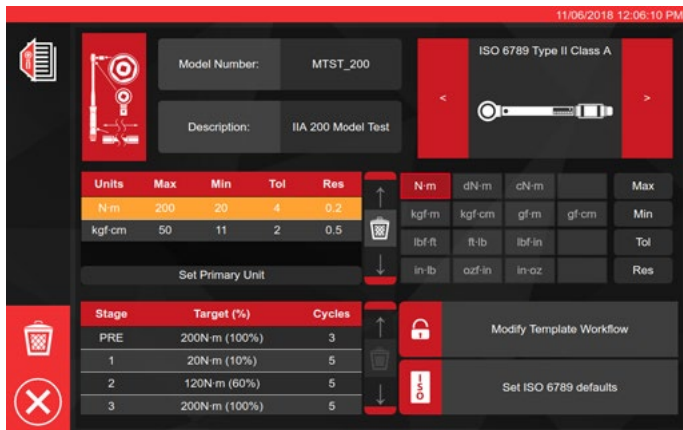 11/06/2018 12:06:10 PM
Model Number: MTST_200
Description: IIA 200 Model Test
ISO 6789 Type II Class A
< >
Units Max Min Tol Res
N·m 200 20 4 0.2
kgf·cm 50 11 2 0.5
Set Primary Unit
N·m dN·m cN·m Max
kgf·m kgf·cm gf·m gf·cm Min
lbf·ft ft·lb lbf·in Tol
in·lb ozf·in in·oz Res
Stage Target (%) Cycles
PRE 200N·m (100%) 3
1 20N·m (10%) 5
2 120N·m (60%) 5
3 200N·m (100%) 5
Modify Template Workflow
ISO
Set ISO 6789 defaults